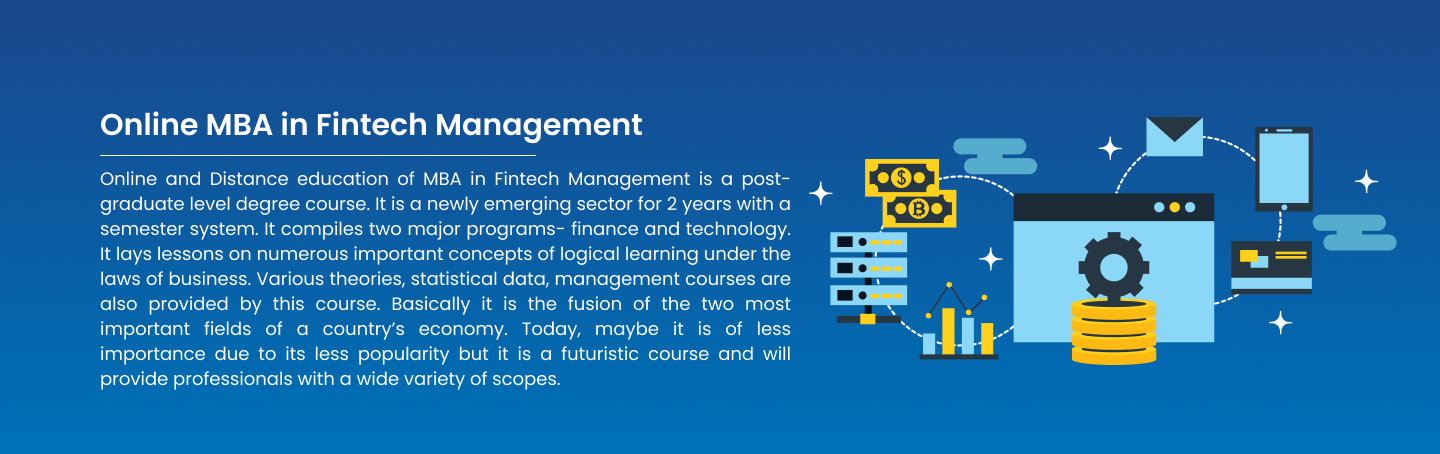 Online MBA in Fintech Management
Online and Distance education of MBA in Fintech Management is a post-
graduate level degree course. It is a newly emerging sector for 2 years with a
semester system. It compiles two major programs- finance and technology.
It lays lessons on numerous important concepts of logical learning under the
laws of business. Various theories, statistical data, management courses are
also provided by this course. Basically it is the fusion of the two most
important fields of a country’s economy. Today, maybe it is of less
importance due to its less popularity but it is a futuristic course and will
provide professionals with a wide variety of scopes.
$
₿